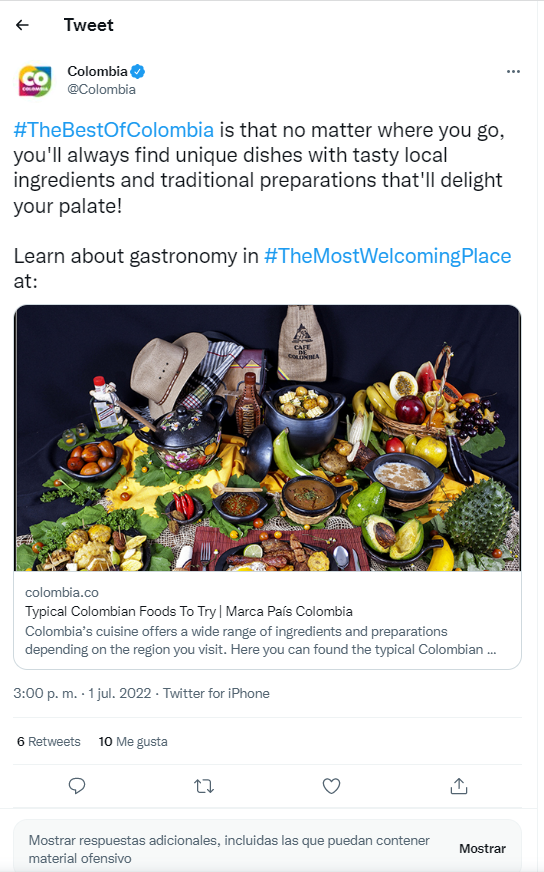 Tweet
CO
COLOMBIA
Colombia
@Colombia
#TheBestOfColombia is that no matter where you go,
you'll always find unique dishes with tasty local
ingredients and traditional preparations that'll delight
your palate!
Learn about gastronomy in #TheMostWelcomingPlace
at:
CAFE
DE
COLOMBIA
colombia.co
Typical Colombian Foods To Try | Marca País Colombia
Colombia's cuisine offers a wide range of ingredients and preparations
depending on the region you visit. Here you can found the typical Colombian ...
3:00 p. m. · 1 jul. 2022 · Twitter for iPhone
6 Retweets 10 Me gusta
Mostrar respuestas adicionales, incluidas las que puedan contener
material ofensivo
Mostrar